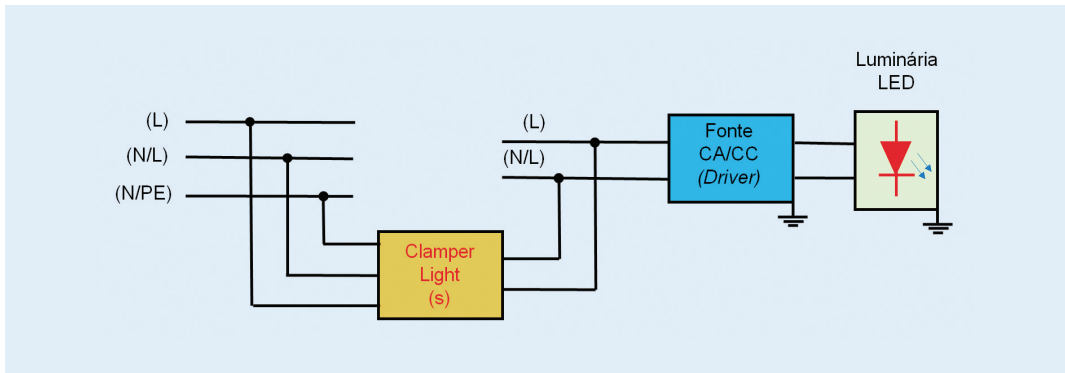 (L)
(N/L)
(N/PE)
Clamper
Light
(s)
(L)
(N/L)
Fonte
CA/CC
(Driver)
Luminária
LED